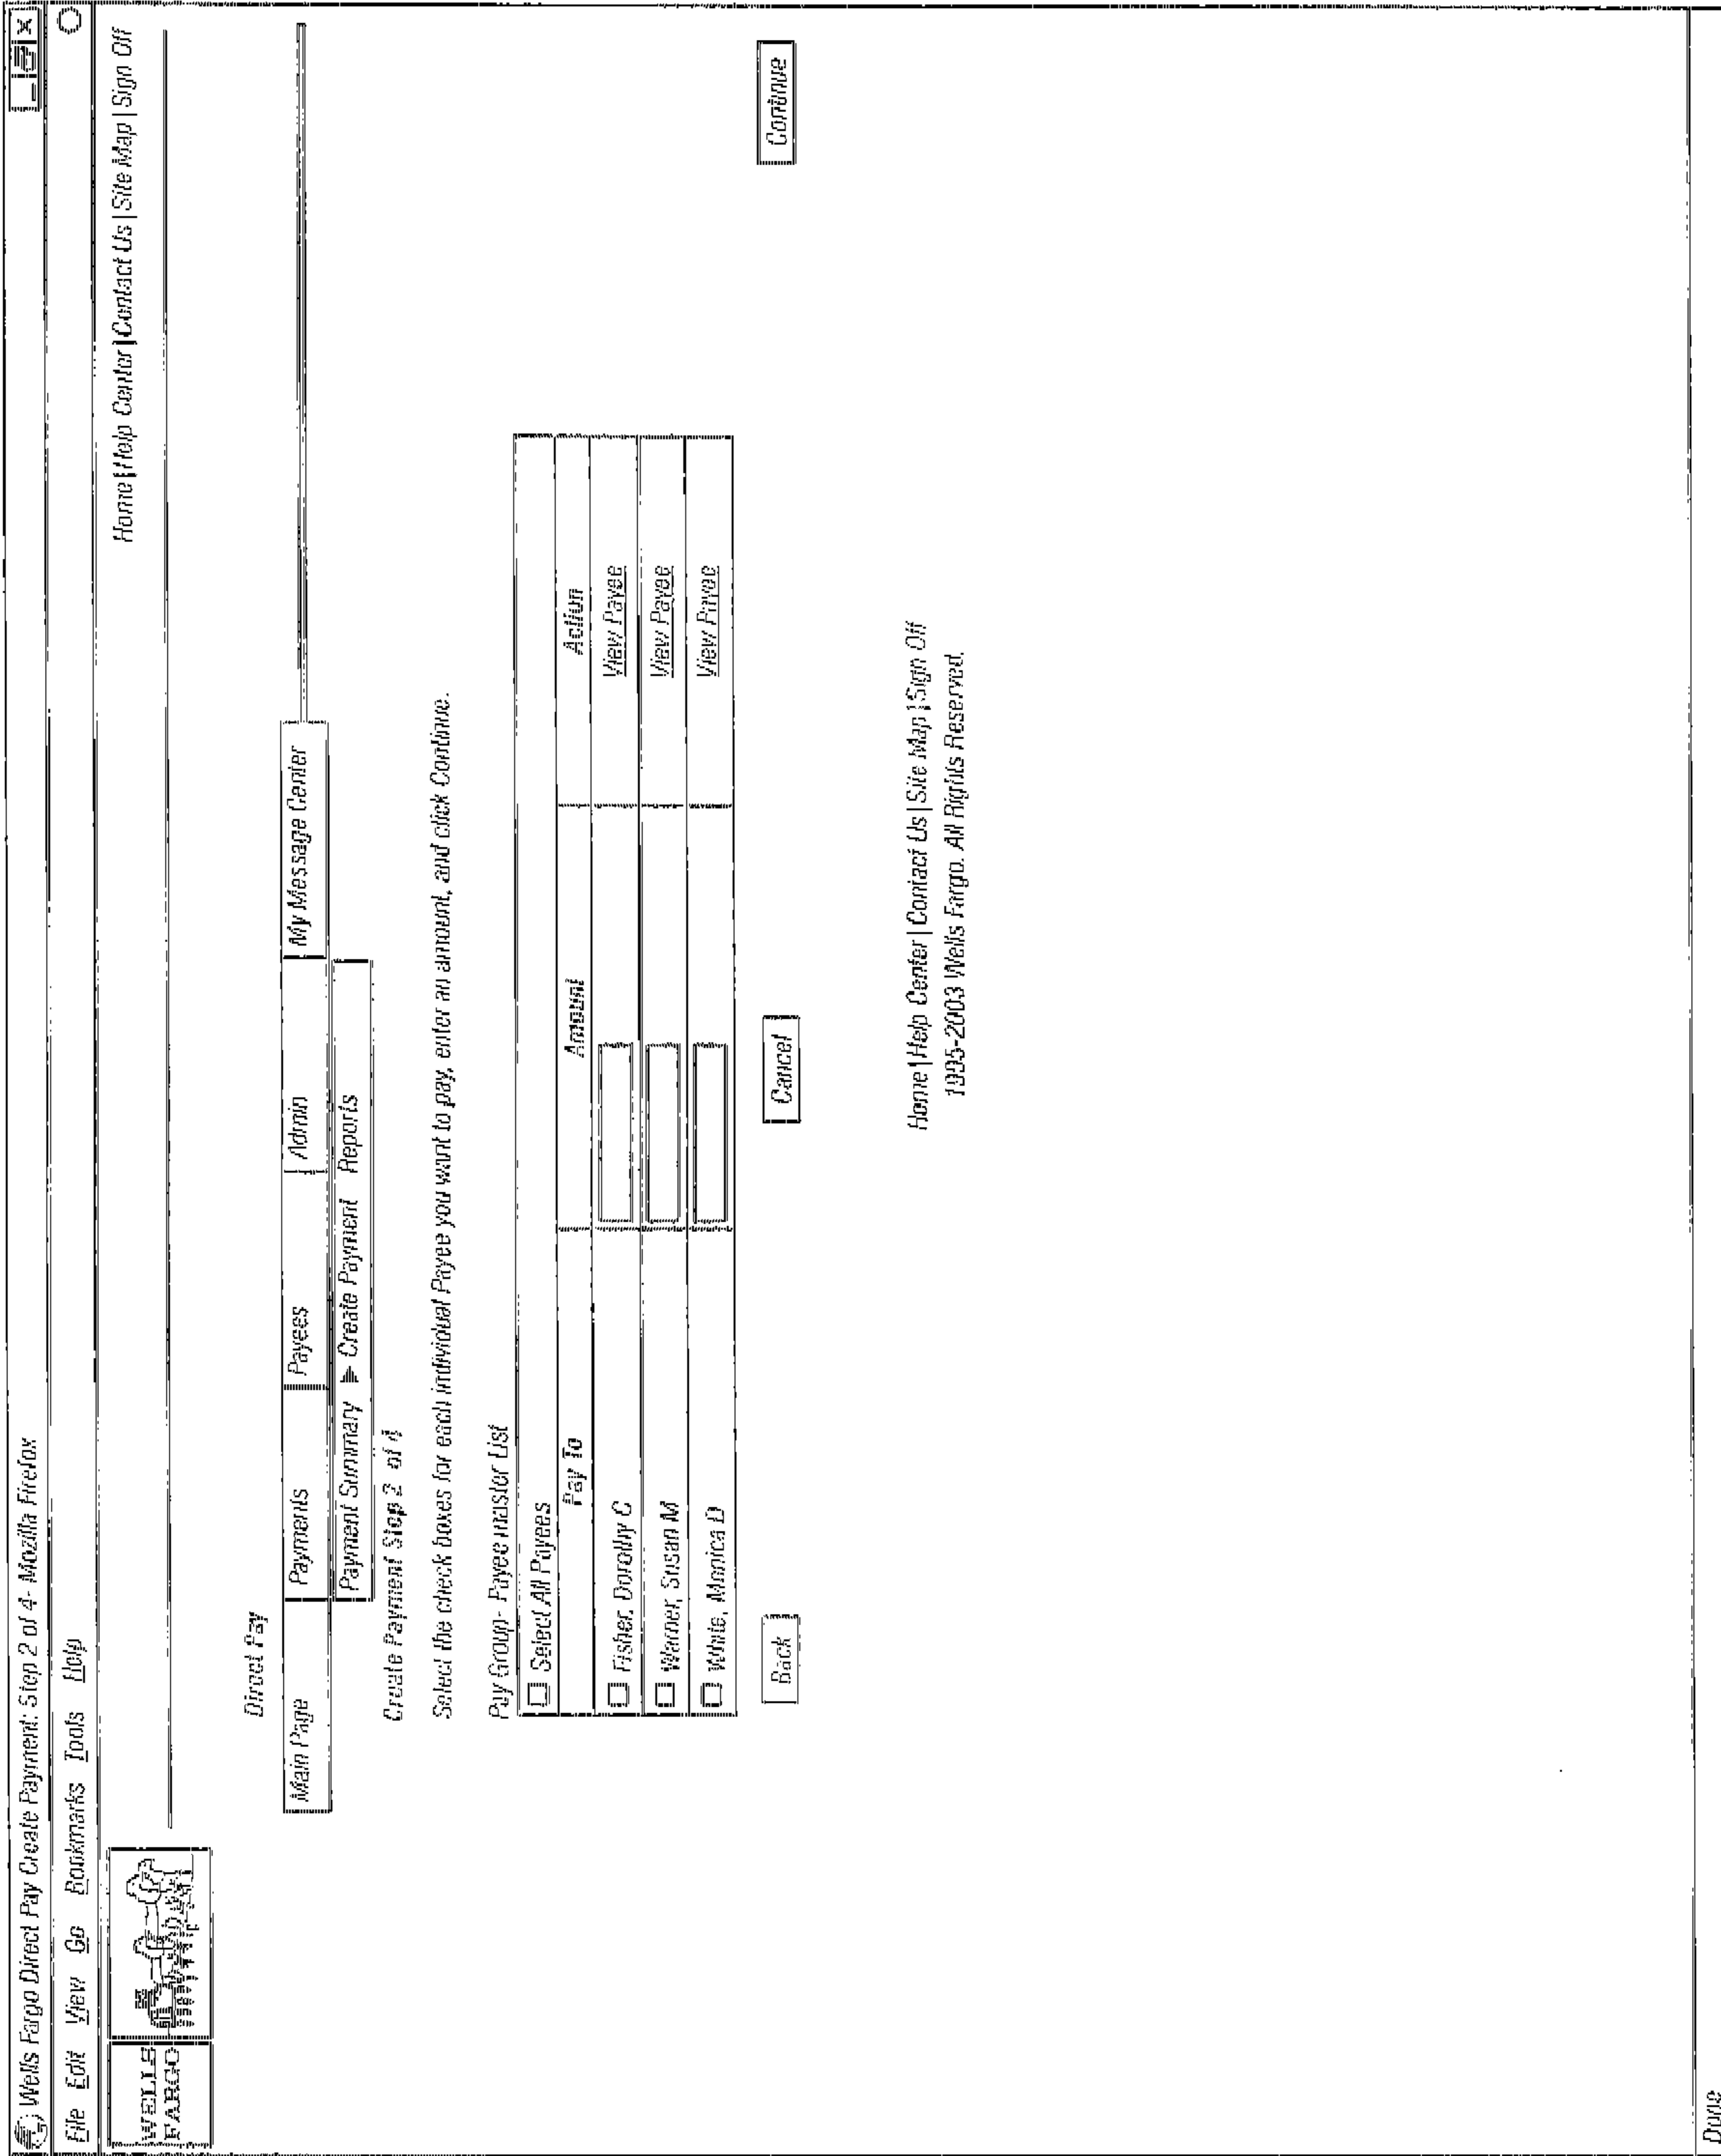 Wells Fargo Direct Pay Create Payment: Step 2 of 4- Mozilla Firefox
File Edit View Go Bookmarks Tools Help
WELLS
FARGO
Home | Help Center | Contact Us | Site Map | Sign Off
Direct Pay
Main Page Payments Payees Admin My Message Center
Payment Summary ▶ Create Payment Reports
Create Payment Step 2 of 4
Select the check boxes for each individual Payee you want to pay, enter an amount, and click Continue.
Pay Group- Payee master List
Select All Payees
Pay To Amount Action
Fisher, Dorothy C View Payee
Warner, Susan M View Payee
White, Monica D View Payee
Back Cancel Continue
Home | Help Center | Contact Us | Site Map | Sign Off
1995-2003 Wells Fargo. All Rights Reserved.
Done